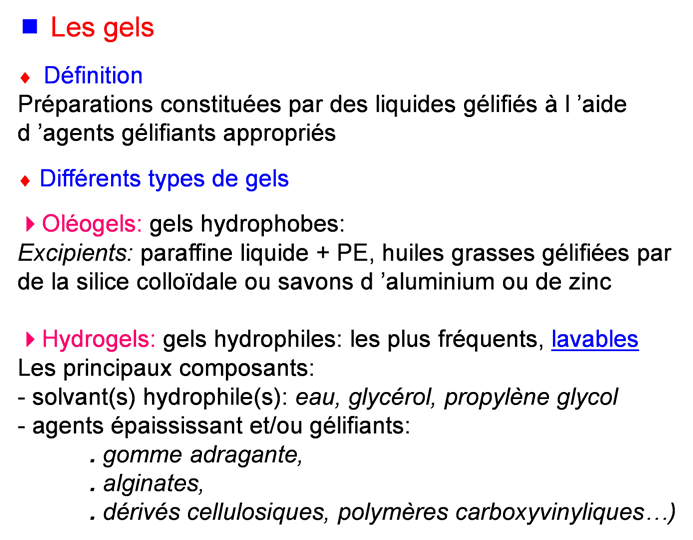 Les gels
Définition
Préparations constituées par des liquides gélifiés à l ’aide
d ’agents gélifiants appropriés
Différents types de gels
Oléogels: gels hydrophobes:
Excipients: paraffine liquide + PE, huiles grasses gélifiées par
de la silice colloïdale ou savons d ’aluminium ou de zinc
Hydrogels: gels hydrophiles: les plus fréquents, lavables
Les principaux composants:
- solvant(s) hydrophile(s): eau, glycérol, propylène glycol
- agents épaississant et/ou gélifiants:
. gomme adragante,
. alginates,
. dérivés cellulosiques, polymères carboxyvinyliques…)